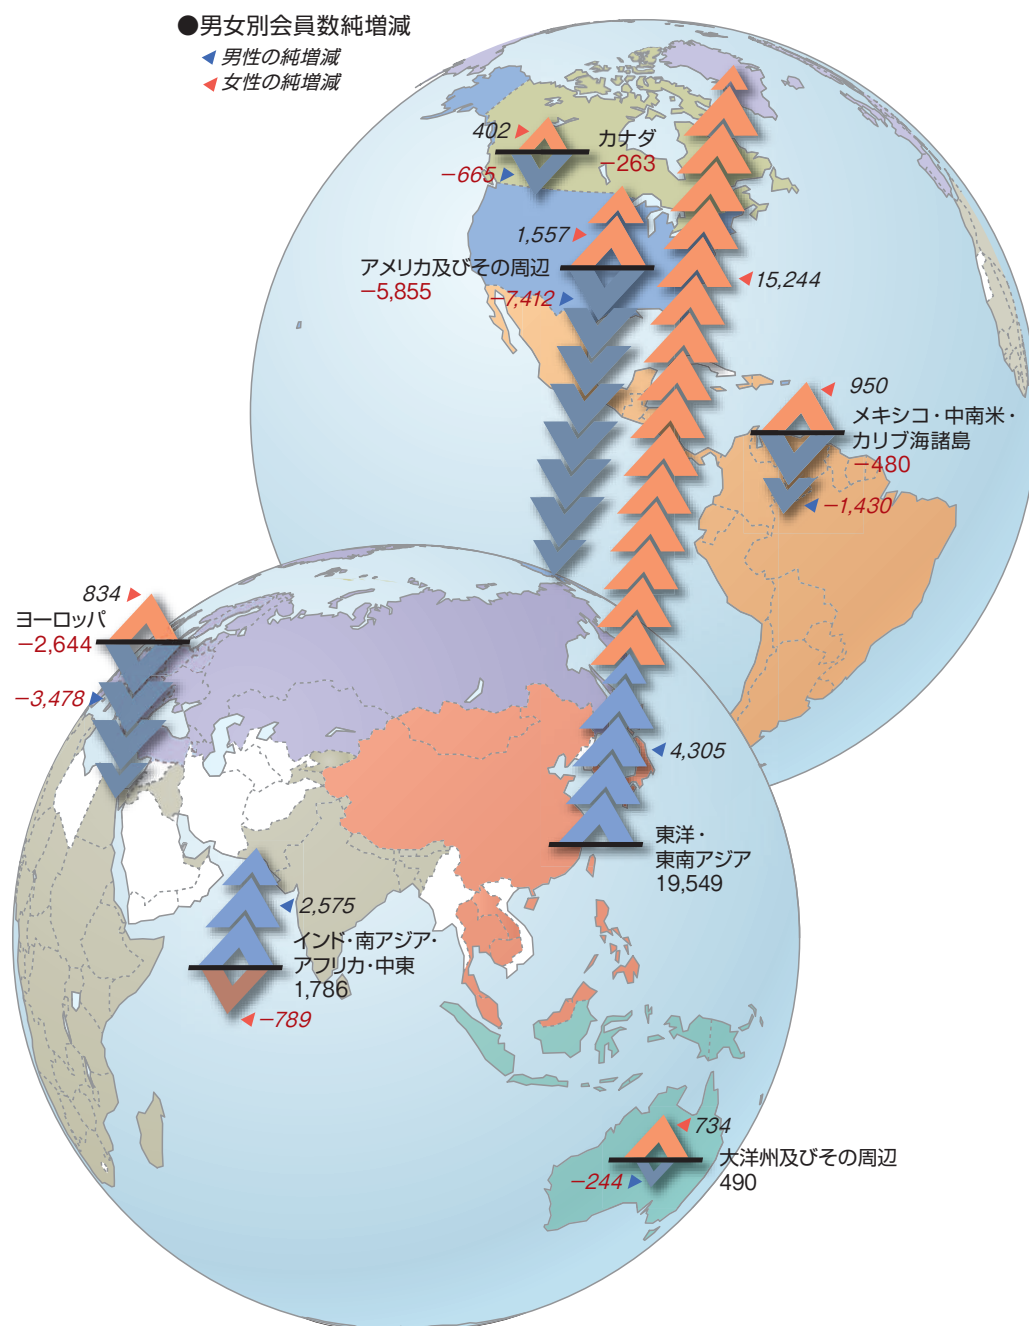 ●男女別会員数純増減
男性の純増減
女性の純増減
402
カナダ
−263
−665
1,557
アメリカ及びその周辺
−5,855
−7,412
15,244
950
メキシコ・中南米・
カリブ海諸島
−480
−1,430
834
ヨーロッパ
−2,644
−3,478
4,305
東洋・
東南アジア
19,549
2,575
インド・南アジア・
アフリカ・中東
1,786
−789
734
大洋州及びその周辺
490
−244